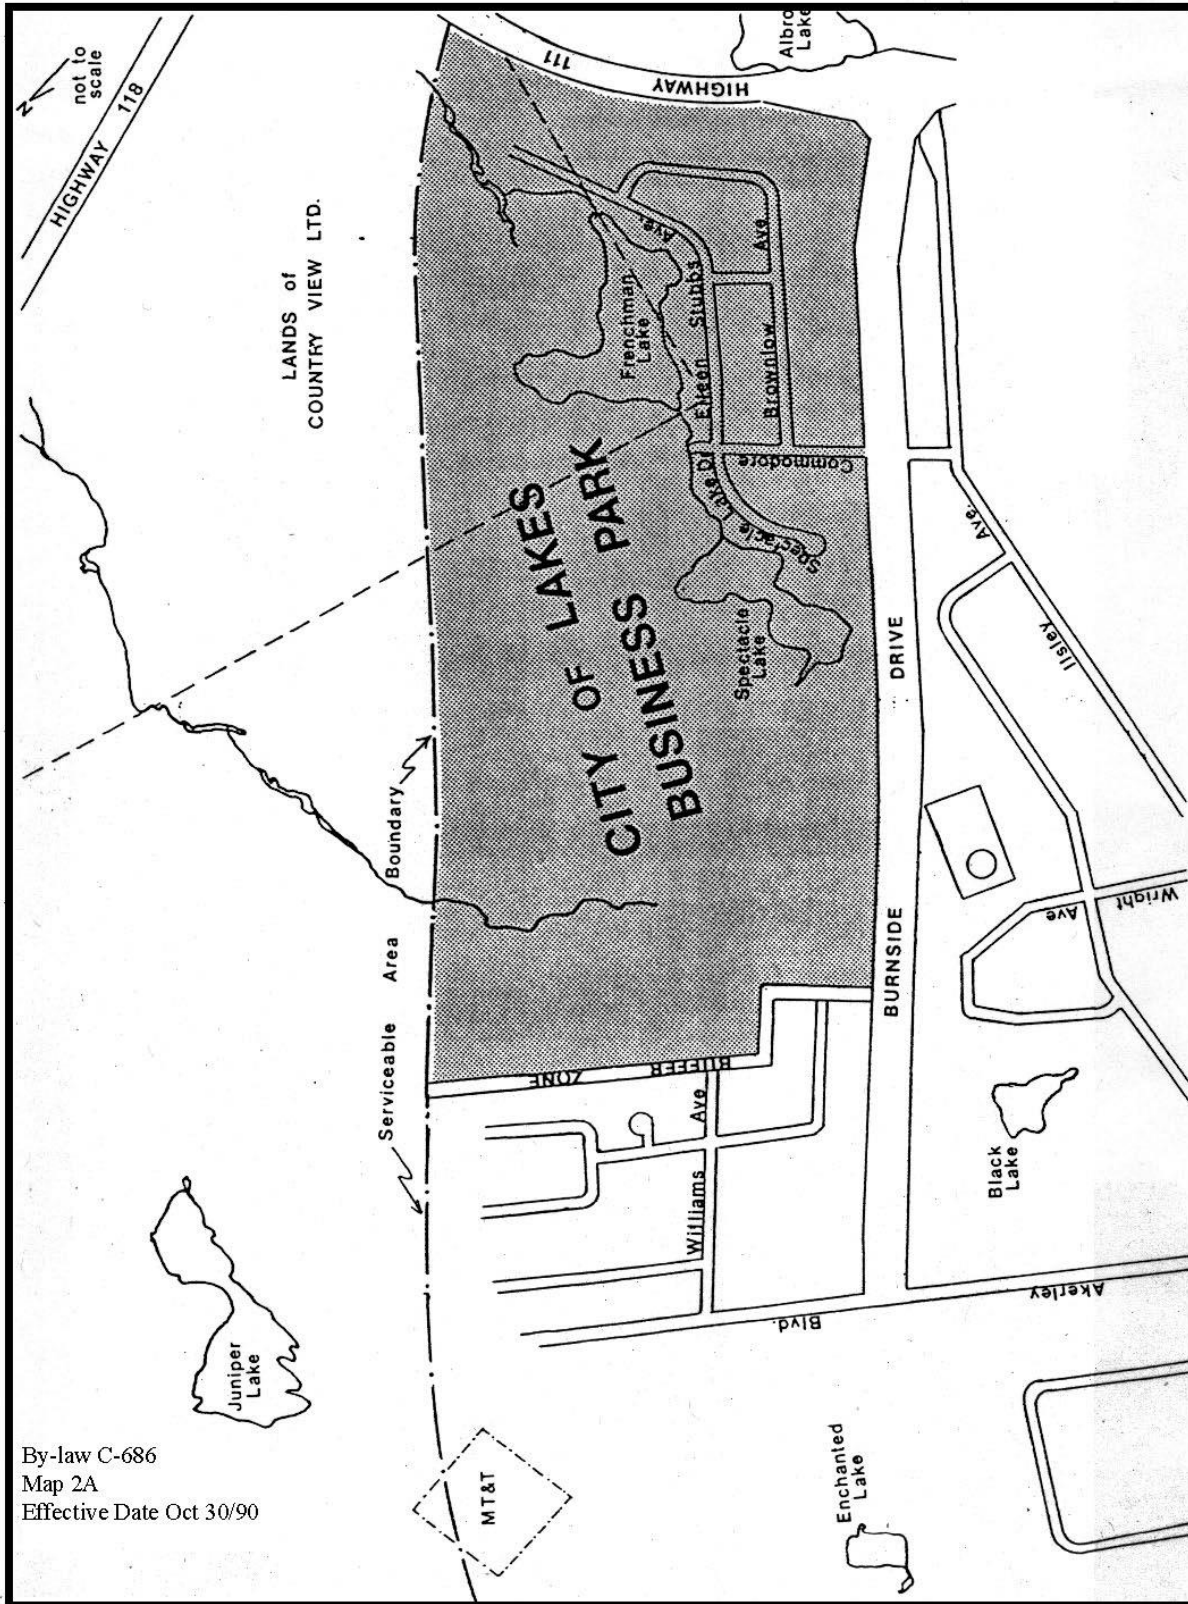 N
not to
scale
HIGHWAY 118
LANDS of
COUNTRY VIEW LTD.
HIGHWAY 111
Lake
Frenchman
Lake
Eileen Stubbs Ave.
Brownlow Ave
Commodore
Spectacle Lake Dr
CITY OF LAKES
BUSINESS PARK
Spectacle
Lake
Serviceable Area Boundary
BUFFER ZONE
BURNSIDE DRIVE
Ilsley Ave.
Wright Ave
Williams Ave
Black
Lake
Akerley Blvd.
Juniper
Lake
MT&T
Enchanted
Lake
By-law C-686
Map 2A
Effective Date Oct 30/90